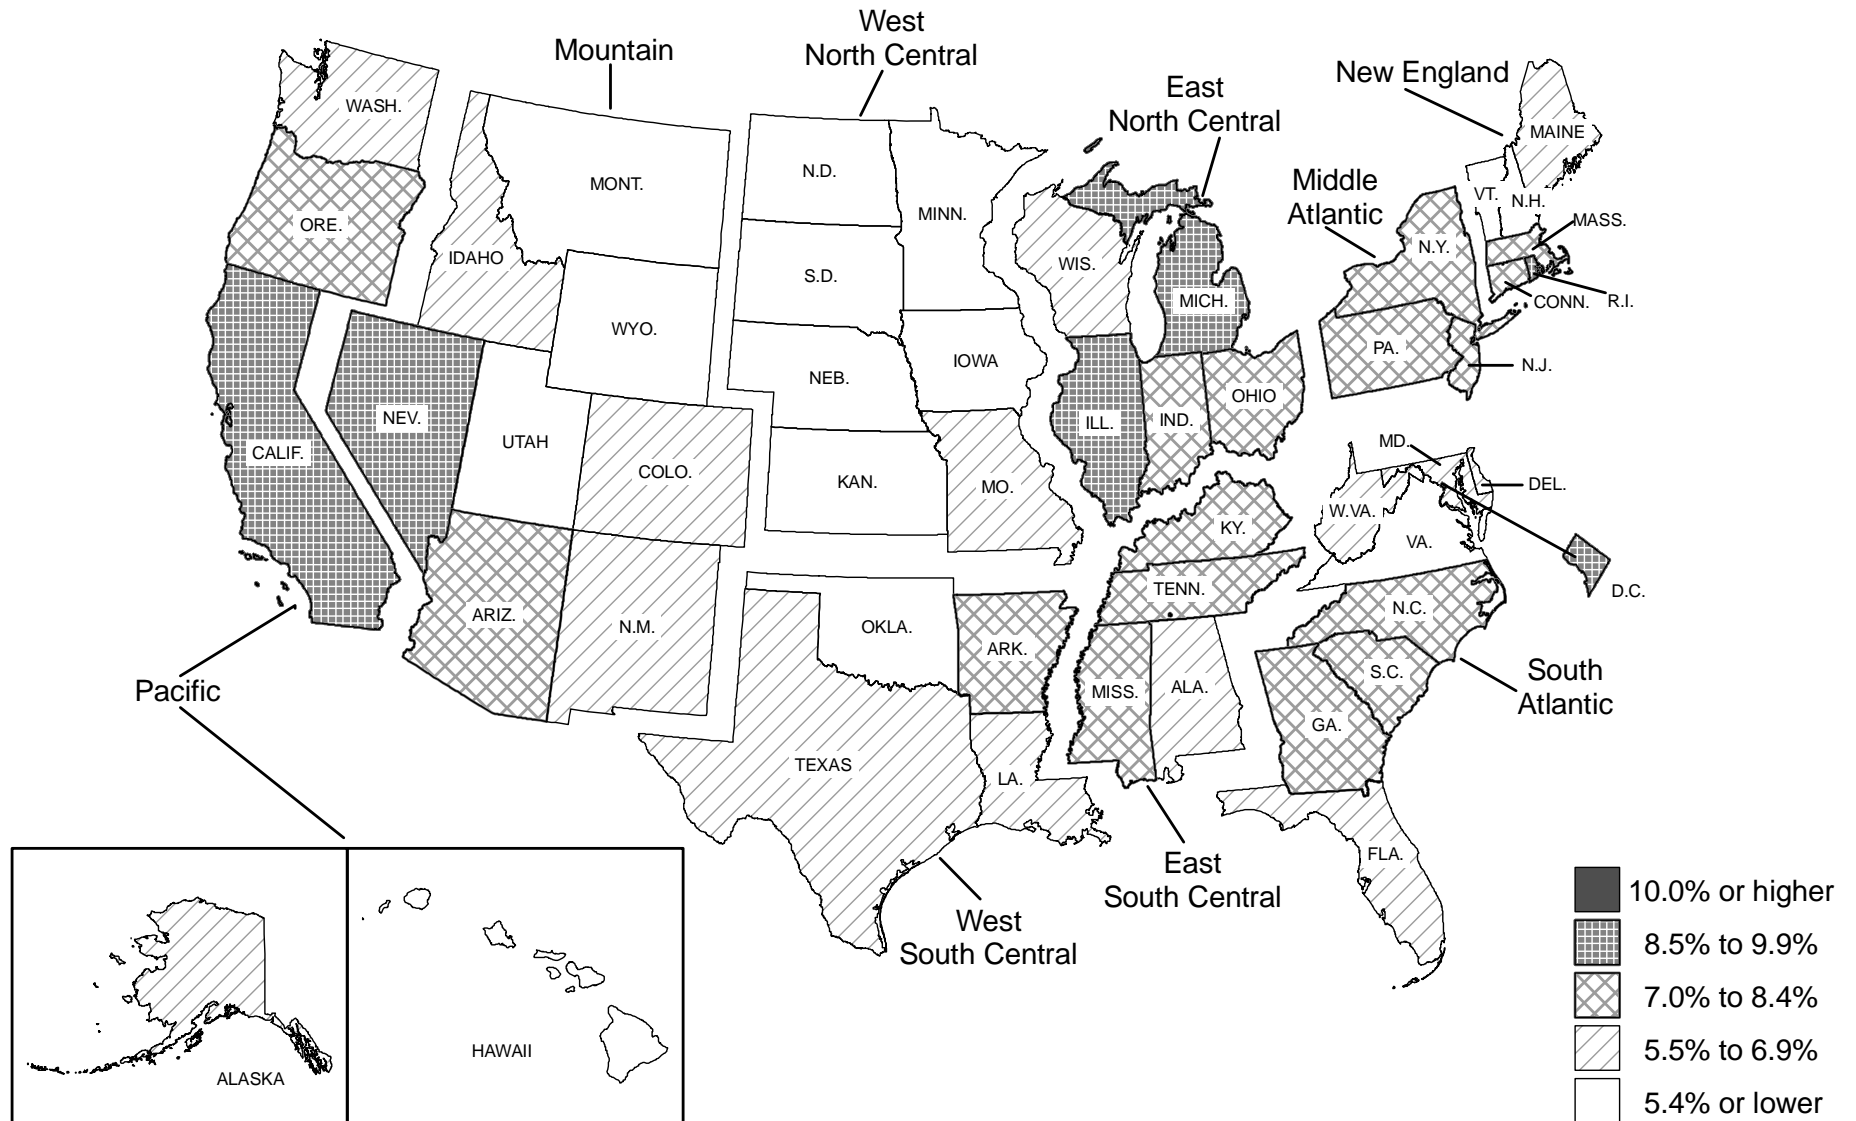 West
North Central
Mountain
New England
East
North Central
WASH.
MAINE
MONT.
N.D.
MINN.
Middle
Atlantic
VT.
N.H.
MASS.
ORE.
IDAHO
S.D.
WIS.
N.Y.
MICH.
CONN.
R.I.
WYO.
PA.
N.J.
NEB.
IOWA
NEV.
UTAH
ILL.
IND.
OHIO
CALIF.
COLO.
KAN.
MO.
MD.
DEL.
W.VA.
KY.
VA.
D.C.
TENN.
N.C.
ARIZ.
N.M.
OKLA.
ARK.
S.C.
South
Atlantic
Pacific
MISS.
ALA.
GA.
TEXAS
LA.
FLA.
East
South Central
West
South Central
HAWAII
ALASKA
10.0% or higher
8.5% to 9.9%
7.0% to 8.4%
5.5% to 6.9%
5.4% or lower